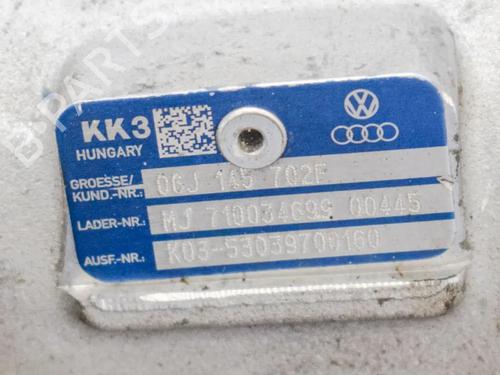 B-PARTS
KK3
HUNGARY
GROESSE/
KUND.-NR.: 06J 145 702F
LADER-NR.: MJ 710034699 00445
AUSF.-NR.: K03-53039700160